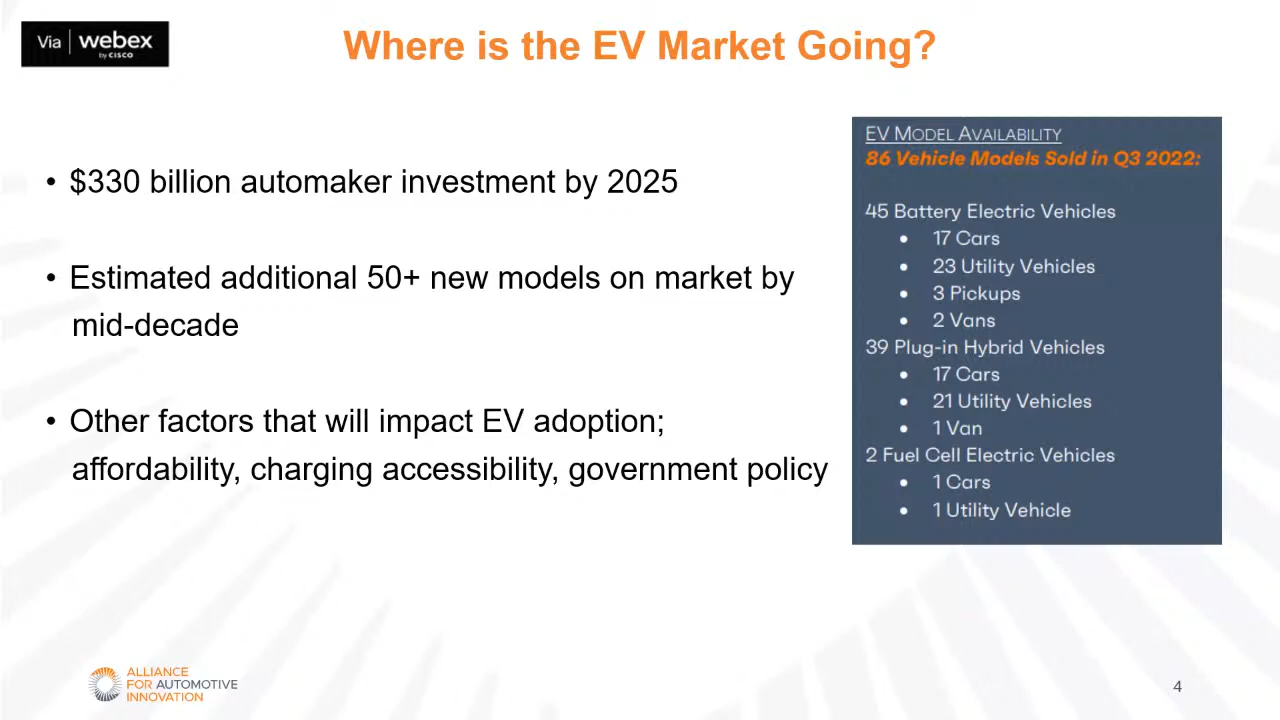 Via | webex
by CISCO
Where is the EV Market Going?
• $330 billion automaker investment by 2025
• Estimated additional 50+ new models on market by
mid-decade
• Other factors that will impact EV adoption;
affordability, charging accessibility, government policy
EV MODEL AVAILABILITY
86 Vehicle Models Sold in Q3 2022:
45 Battery Electric Vehicles
• 17 Cars
• 23 Utility Vehicles
• 3 Pickups
• 2 Vans
39 Plug-in Hybrid Vehicles
• 17 Cars
• 21 Utility Vehicles
• 1 Van
2 Fuel Cell Electric Vehicles
• 1 Cars
• 1 Utility Vehicle
ALLIANCE
FOR AUTOMOTIVE
INNOVATION
4